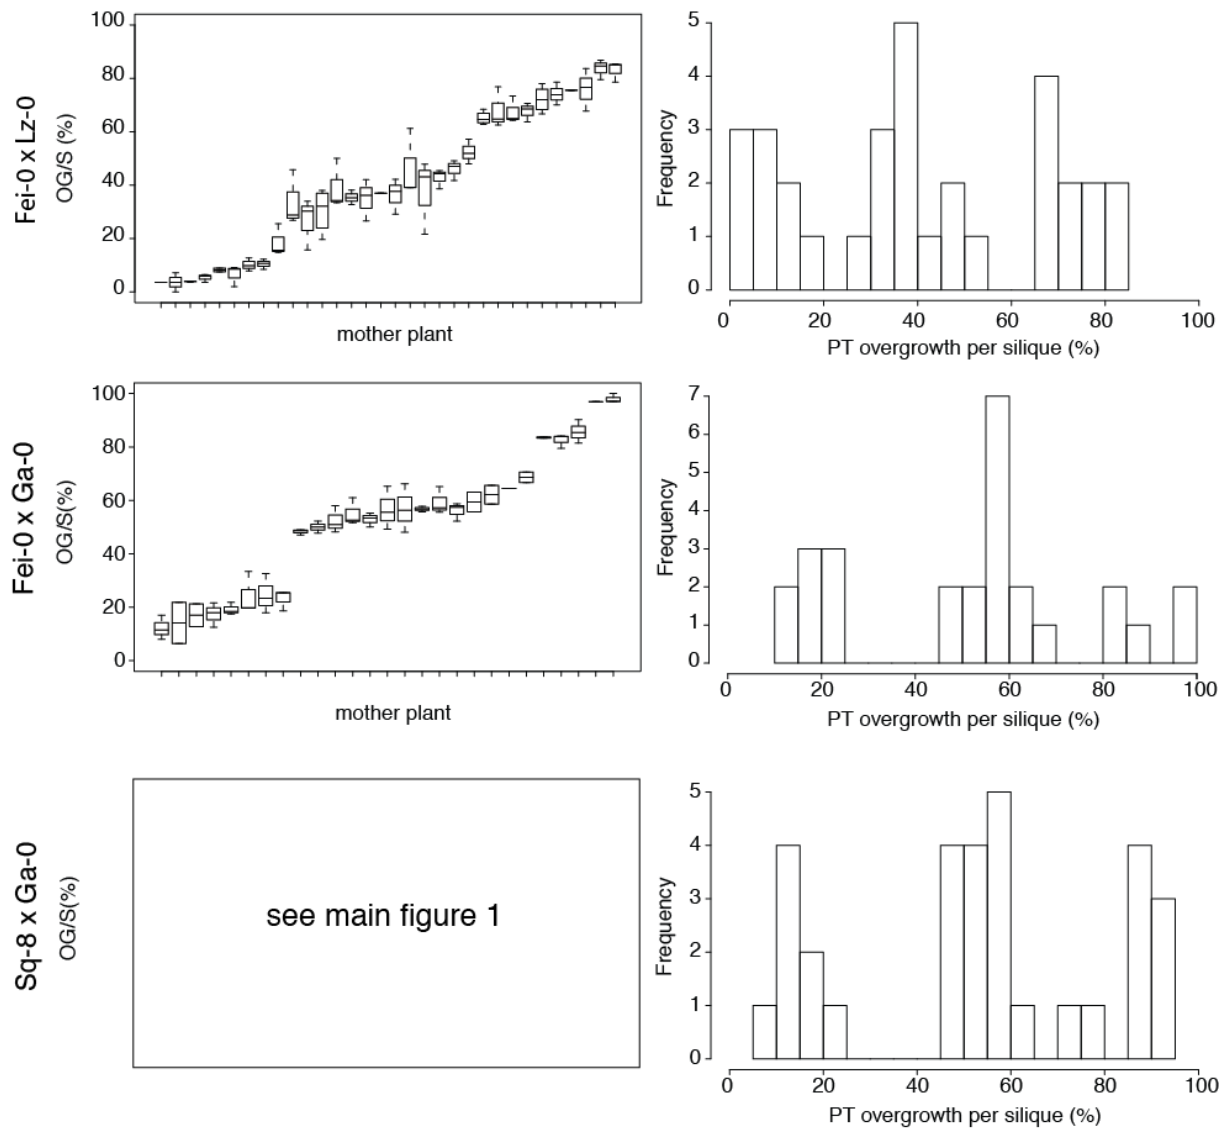 Fei-0 x Lz-0
OG/S (%)
100
80
60
40
20
0
mother plant
Frequency
5
4
3
2
1
0
0 20 40 60 80 100
PT overgrowth per silique (%)
Fei-0 x Ga-0
OG/S(%)
100
80
60
40
20
0
mother plant
Frequency
7
6
5
4
3
2
1
0
0 20 40 60 80 100
PT overgrowth per silique (%)
Sq-8 x Ga-0
OG/S(%)
see main figure 1
Frequency
5
4
3
2
1
0
0 20 40 60 80 100
PT overgrowth per silique (%)